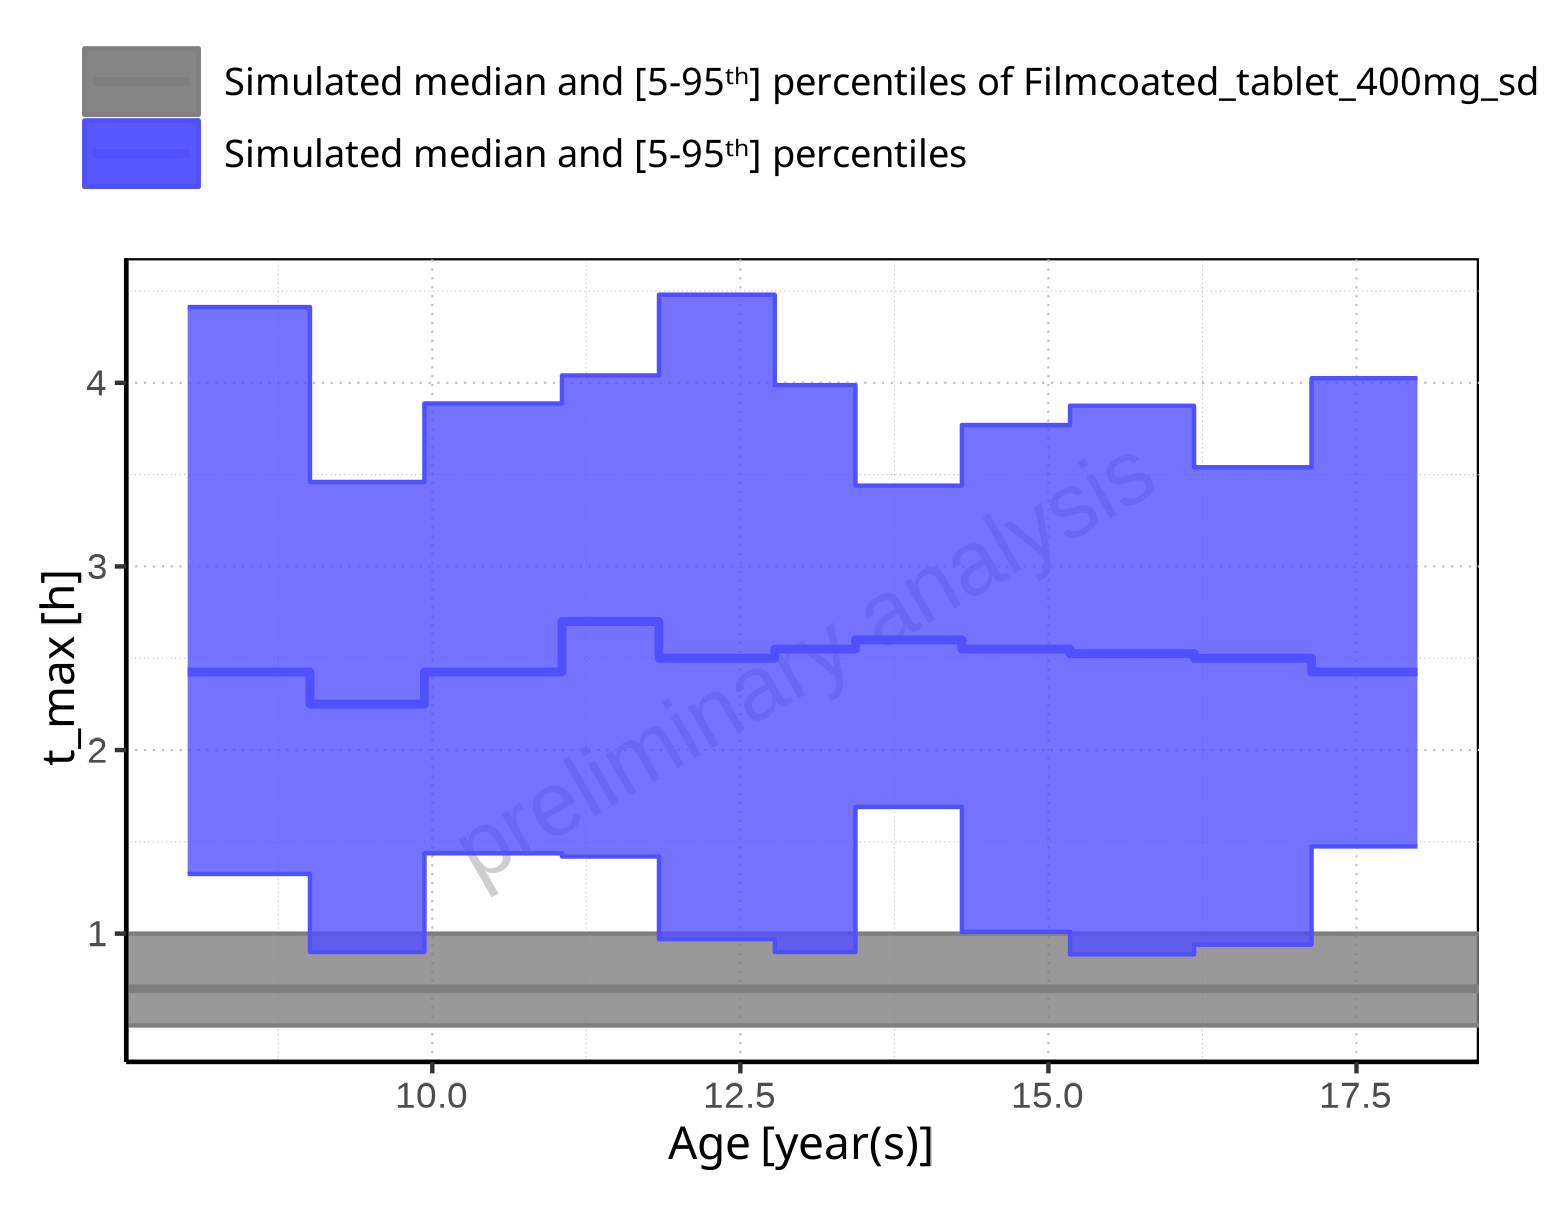 Simulated median and [5-95ᵗʰ] percentiles of Filmcoated_tablet_400mg_sd
Simulated median and [5-95ᵗʰ] percentiles
4
3
2
1
t_max [h]
preliminary analysis
10.0 12.5 15.0 17.5
Age [year(s)]